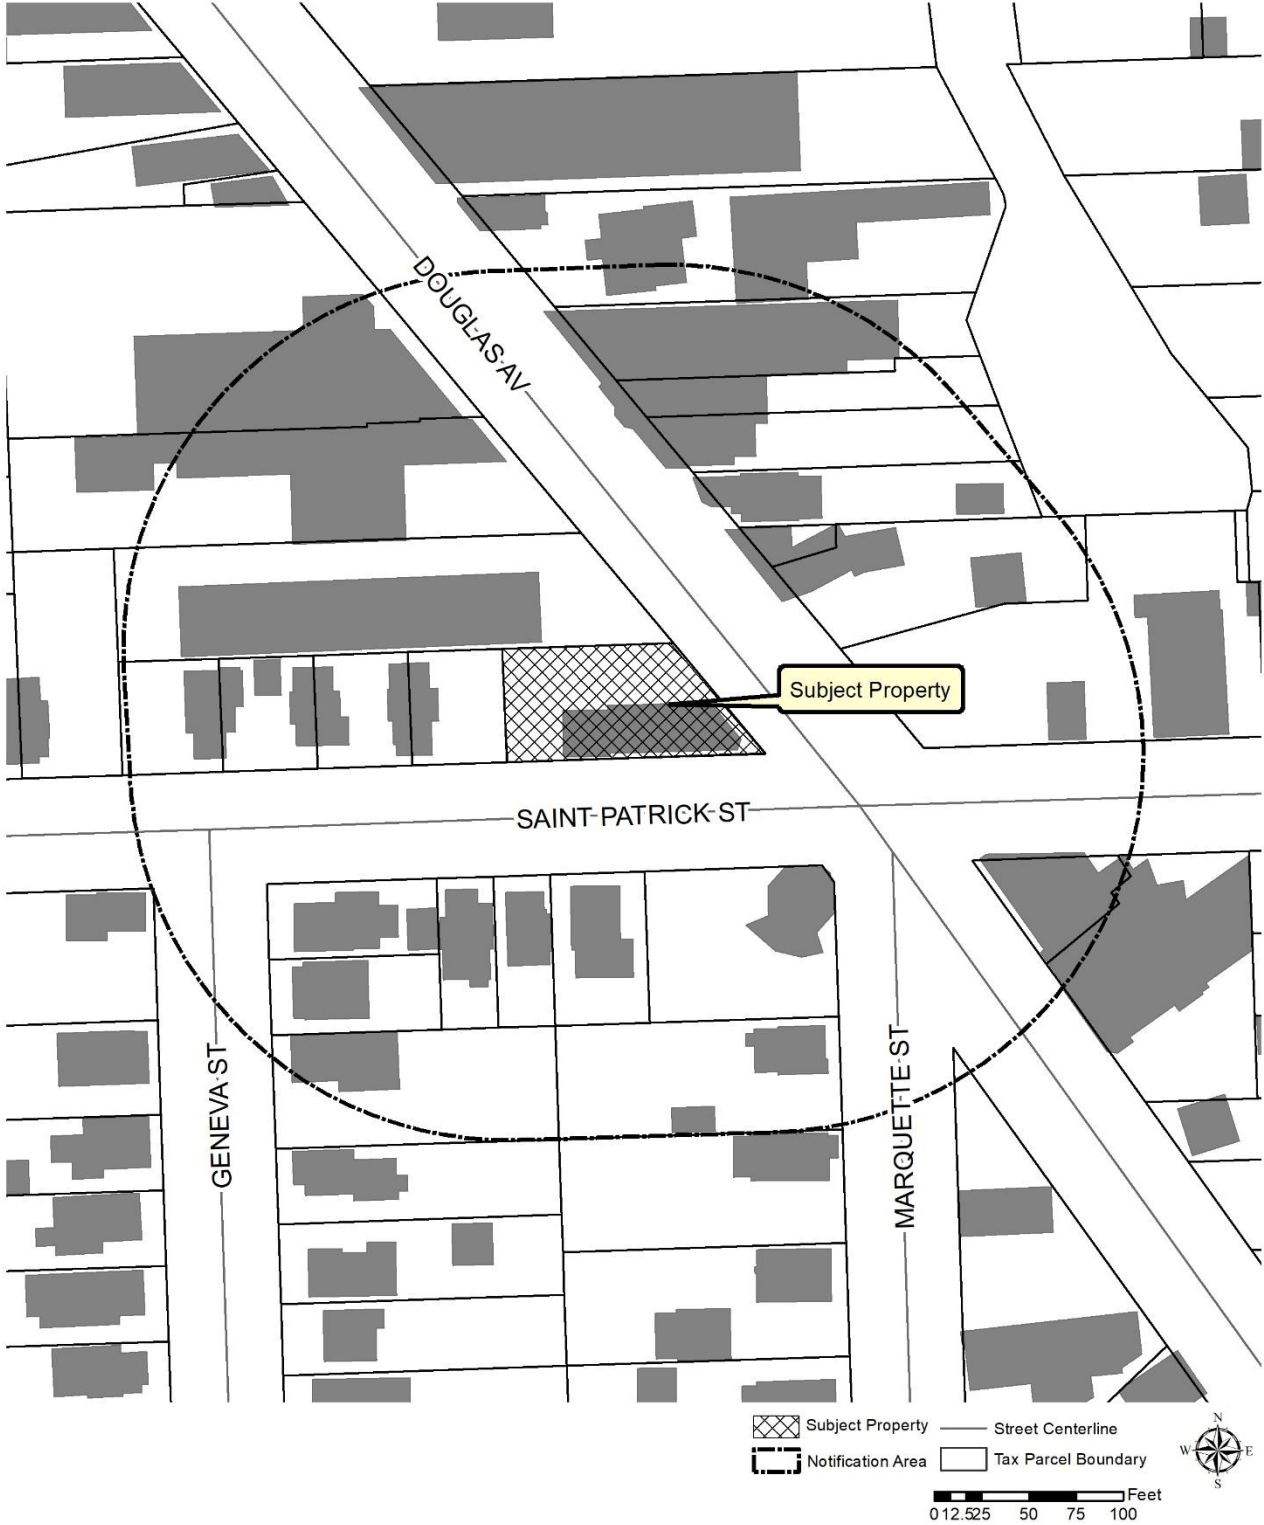 DOUGLAS AV
Subject Property
SAINT PATRICK ST
GENEVA ST
MARQUETTE ST
Subject Property
Street Centerline
Notification Area
Tax Parcel Boundary
N
W
E
S
Feet
0 12.5 25 50 75 100